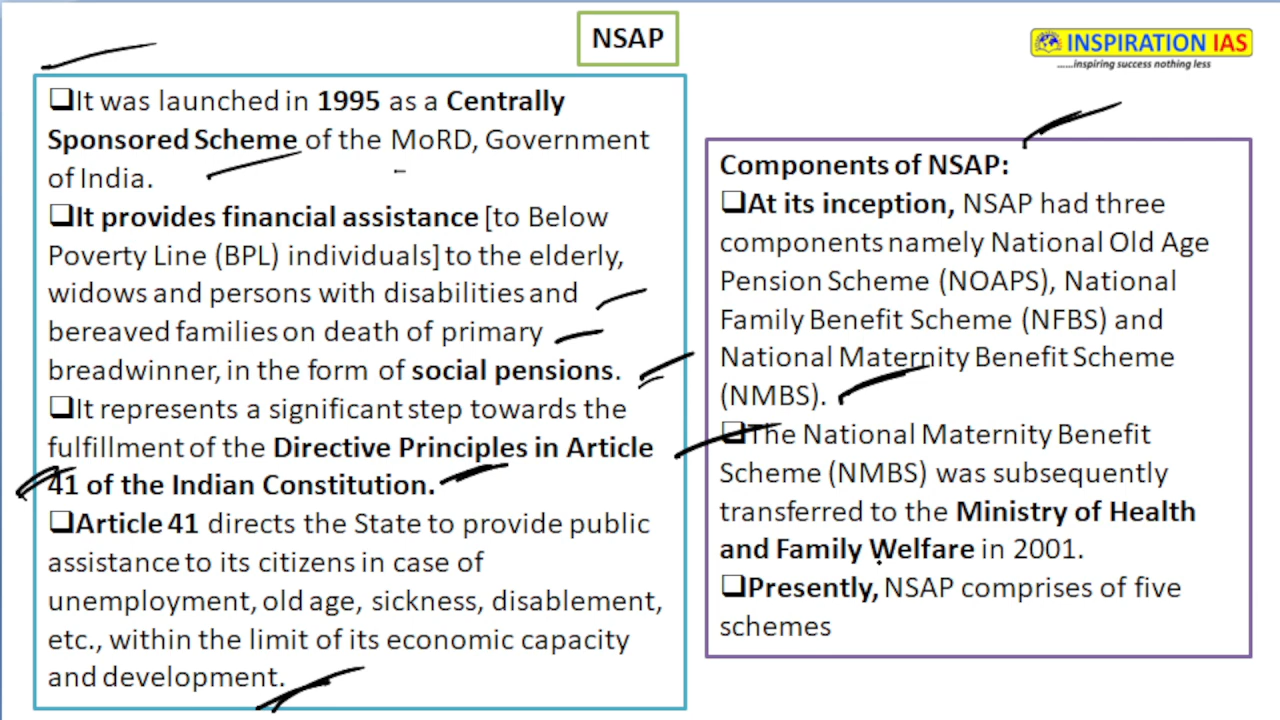 NSAP
INSPIRATION IAS
......inspiring success nothing less
❑It was launched in 1995 as a Centrally
Sponsored Scheme of the MoRD, Government
of India.
❑It provides financial assistance [to Below
Poverty Line (BPL) individuals] to the elderly,
widows and persons with disabilities and
bereaved families on death of primary
breadwinner, in the form of social pensions.
❑It represents a significant step towards the
fulfillment of the Directive Principles in Article
41 of the Indian Constitution.
❑Article 41 directs the State to provide public
assistance to its citizens in case of
unemployment, old age, sickness, disablement,
etc., within the limit of its economic capacity
and development.
Components of NSAP:
❑At its inception, NSAP had three
components namely National Old Age
Pension Scheme (NOAPS), National
Family Benefit Scheme (NFBS) and
National Maternity Benefit Scheme
(NMBS).
❑The National Maternity Benefit
Scheme (NMBS) was subsequently
transferred to the Ministry of Health
and Family Welfare in 2001.
❑Presently, NSAP comprises of five
schemes